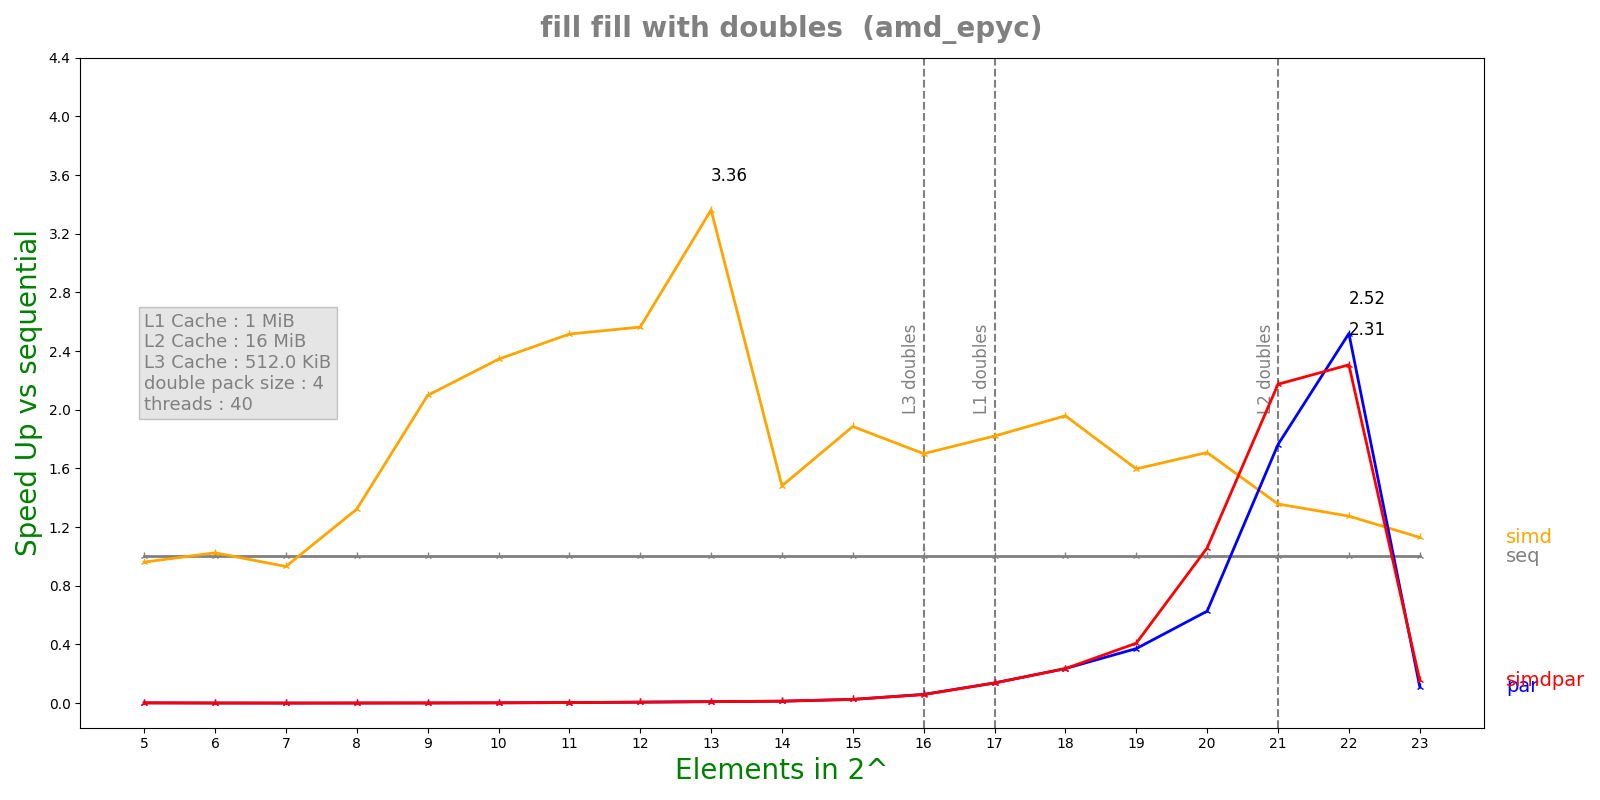 fill fill with doubles (amd_epyc)
Speed Up vs sequential
4.4
4.0
3.6
3.2
2.8
2.4
2.0
1.6
1.2
0.8
0.4
0.0
3.36
2.52
2.31
L1 Cache : 1 MiB
L2 Cache : 16 MiB
L3 Cache : 512.0 KiB
double pack size : 4
threads : 40
L3 doubles
L1 doubles
L2 doubles
simd
seq
simdpar
par
5 6 7 8 9 10 11 12 13 14 15 16 17 18 19 20 21 22 23
Elements in 2^